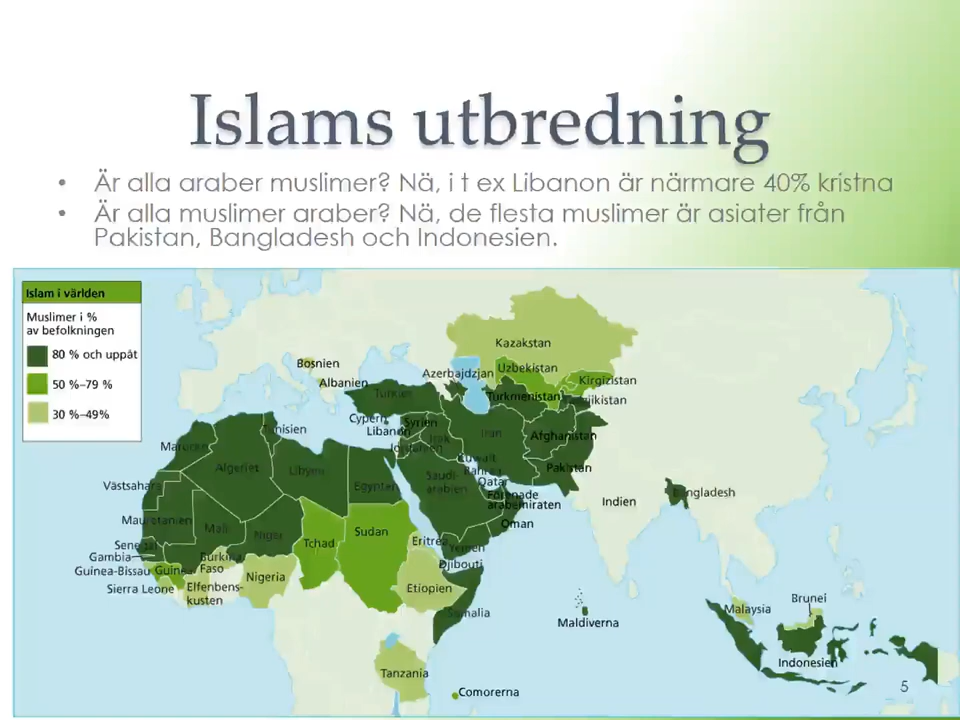 Islams utbredning
• Är alla araber muslimer? Nä, i t ex Libanon är närmare 40% kristna
• Är alla muslimer araber? Nä, de flesta muslimer är asiater från
Pakistan, Bangladesh och Indonesien.
Islam i världen
Muslimer i %
av befolkningen
80 % och uppåt
50 %–79 %
30 %–49%
Kazakstan
Bosnien
Azerbajdzjan
Uzbekistan
Kirgizistan
Albanien
Turkiet
Turkmenistan
Cypern
Syrien
Libanon
Tunisien
Irak
Iran
Afghanistan
Marocko
Jordanien
Kuwait
Algeriet
Libyen
Egypten
Saudi-
arabien
Bahrain
Qatar
Pakistan
Västsahara
Förenade
arabemiraten
Indien
Bangladesh
Oman
Mauretanien
Mali
Niger
Tchad
Sudan
Eritrea
Yemen
Senegal
Gambia
Guinea-Bissau
Guinea
Burkina
Faso
Djibouti
Sierra Leone
Elfenbens-
kusten
Nigeria
Etiopien
Somalia
Maldiverna
Malaysia
Brunei
Indonesien
Tanzania
Comorerna
5